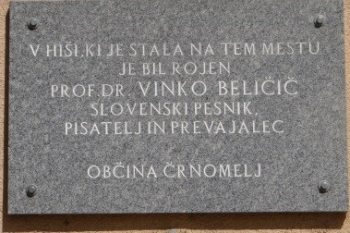 V HIŠI, KI JE STALA NA TEM MESTU
JE BIL ROJEN
PROF. DR. VINKO BELIČIČ
SLOVENSKI PESNIK,
PISATELJ IN PREVAJALEC
OBČINA ČRNOMELJ